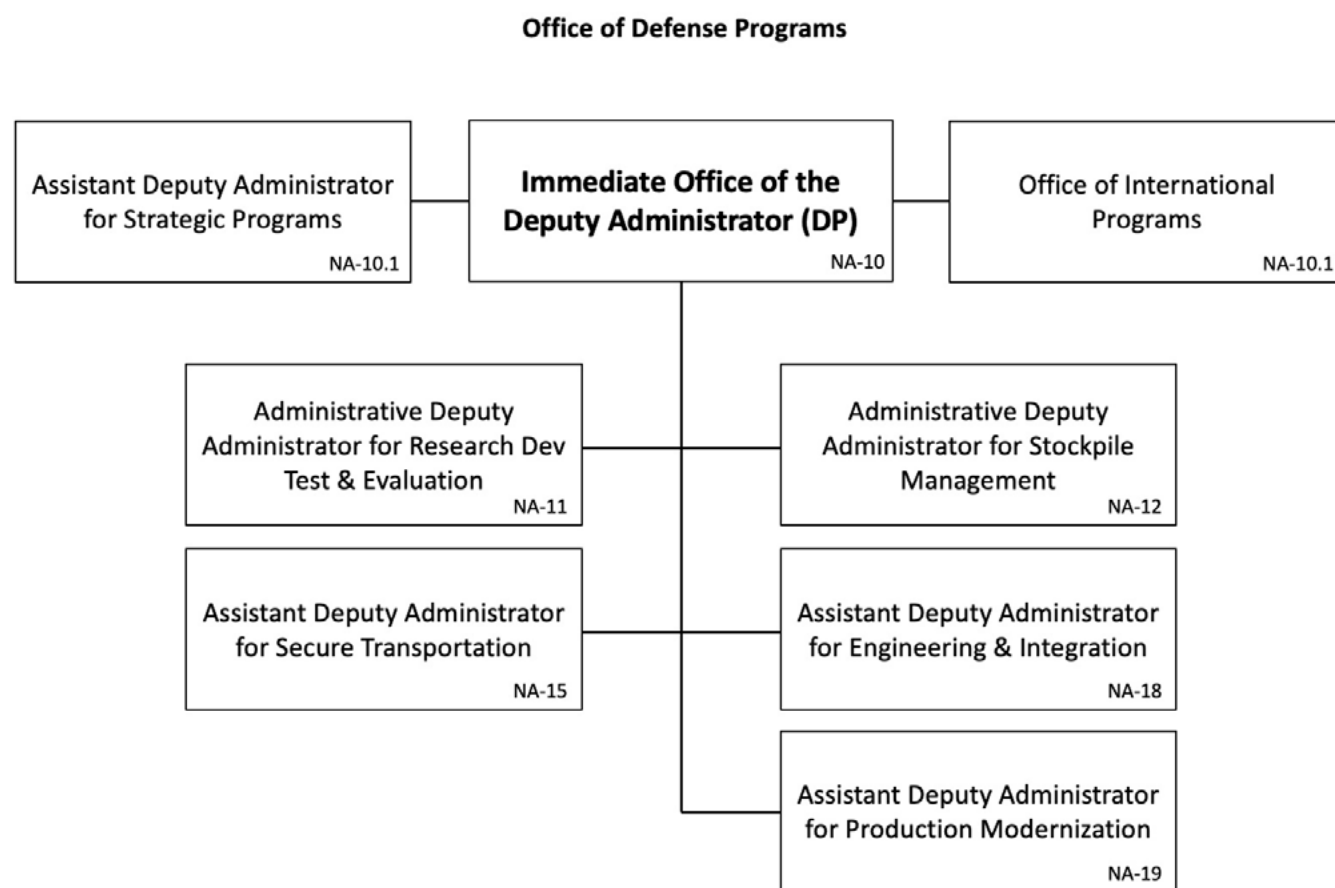 Office of Defense Programs
Assistant Deputy Administrator
for Strategic Programs
NA-10.1
Immediate Office of the
Deputy Administrator (DP)
NA-10
Office of International
Programs
NA-10.1
Administrative Deputy
Administrator for Research Dev
Test & Evaluation
NA-11
Administrative Deputy
Administrator for Stockpile
Management
NA-12
Assistant Deputy Administrator
for Secure Transportation
NA-15
Assistant Deputy Administrator
for Engineering & Integration
NA-18
Assistant Deputy Administrator
for Production Modernization
NA-19